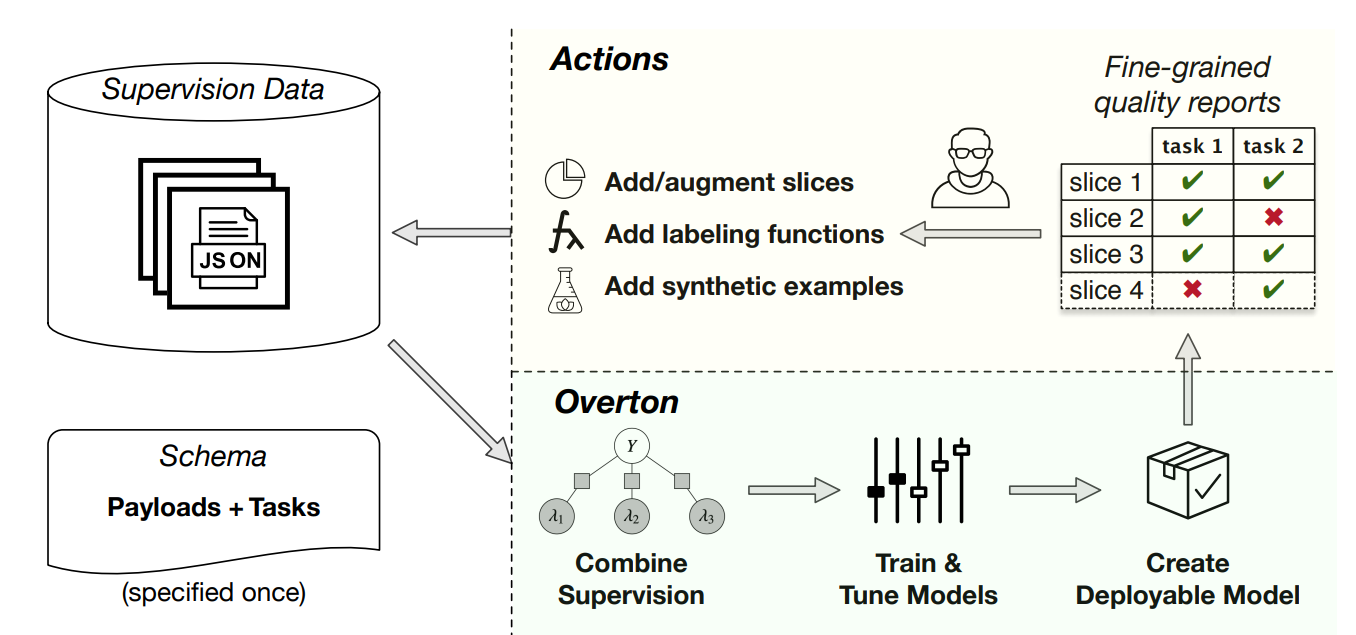 Supervision Data
JSON
Schema
Payloads + Tasks
(specified once)
Actions
Add/augment slices
fλ
Add labeling functions
Add synthetic examples
Fine-grained
quality reports
task 1 task 2
slice 1 ✔ ✔
slice 2 ✔ ✖
slice 3 ✔ ✔
slice 4 ✖ ✔
Overton
Y
λ1 λ2 λ3
Combine
Supervision
Train &
Tune Models
Create
Deployable Model